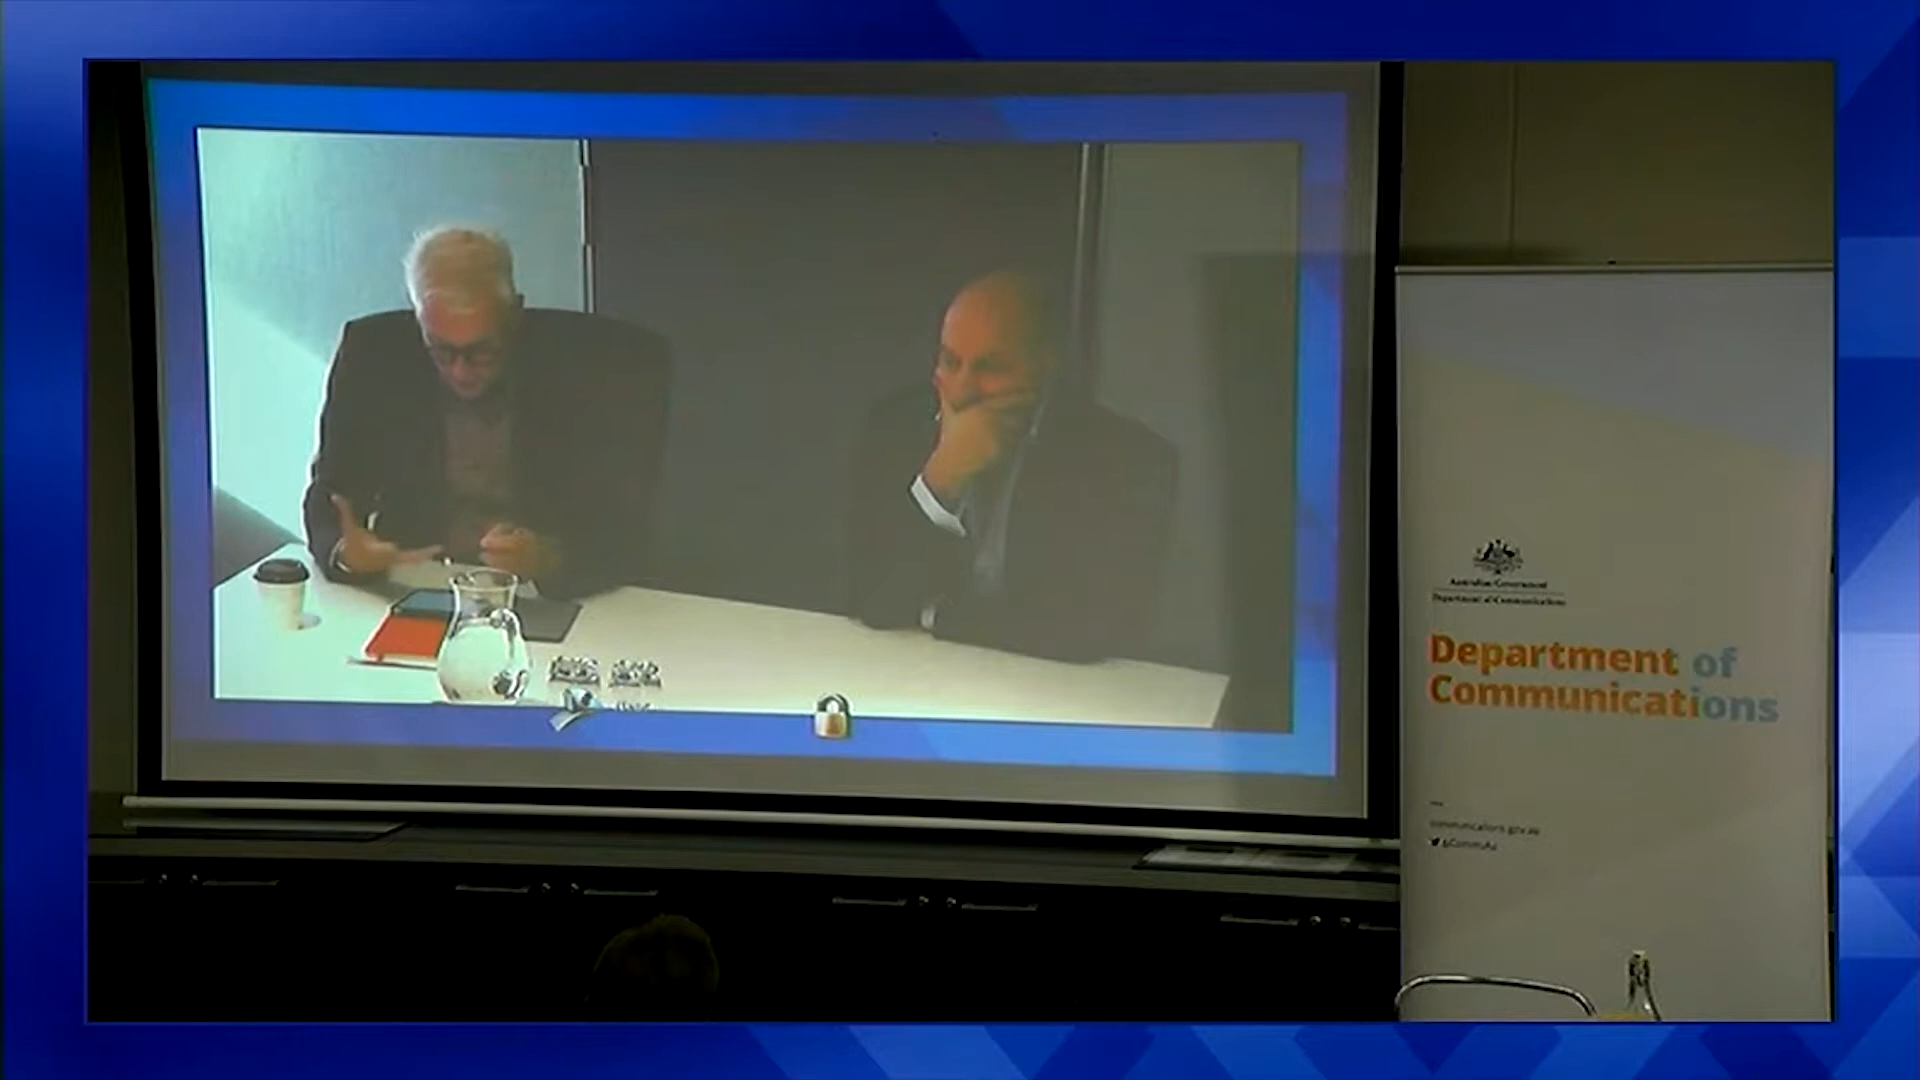 Australian Government
Department of Communications
Department of
Communications
communications.gov.au
@CommsAu